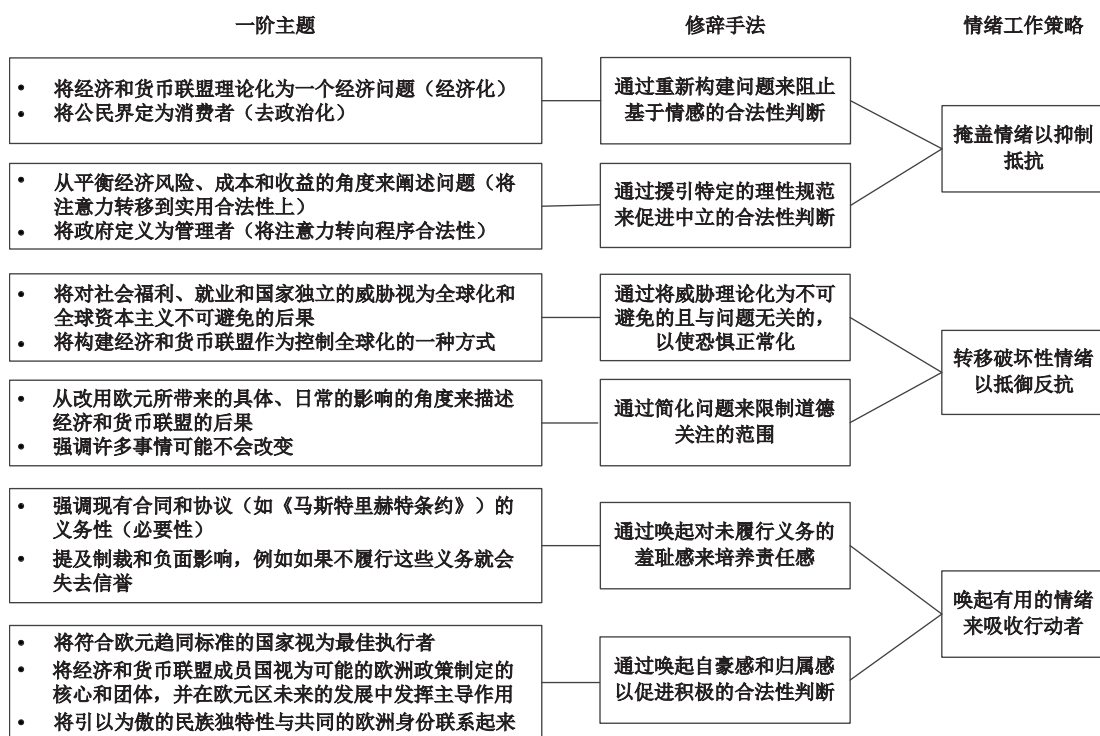 一阶主题
修辞手法
情绪工作策略
• 将经济和货币联盟理论化为一个经济问题（经济化）
• 将公民界定为消费者（去政治化）
通过重新构建问题来阻止
基于情感的合法性判断
掩盖情绪以抑制
抵抗
• 从平衡经济风险、成本和收益的角度来阐述问题（将
注意力转移到实用合法性上）
• 将政府定义为管理者（将注意力转向程序合法性）
通过援引特定的理性规范
来促进中立的合法性判断
• 将对社会福利、就业和国家独立的威胁视为全球化和
全球资本主义不可避免的后果
• 将构建经济和货币联盟作为控制全球化的一种方式
通过将威胁理论化为不可
避免的且与问题无关的，
以使恐惧正常化
转移破坏性情绪
以抵御反抗
• 从改用欧元所带来的具体、日常的影响的角度来描述
经济和货币联盟的后果
• 强调许多事情可能不会改变
通过简化问题来限制道德
关注的范围
• 强调现有合同和协议（如《马斯特里赫特条约》）的
义务性（必要性）
• 提及制裁和负面影响，例如如果不履行这些义务就会
失去信誉
通过唤起对未履行义务的
羞耻感来培养责任感
唤起有用的情绪
来吸收行动者
• 将符合欧元趋同标准的国家视为最佳执行者
• 将经济和货币联盟成员国视为可能的欧洲政策制定的
核心和团体，并在欧元区未来的发展中发挥主导作用
• 将引以为傲的民族独特性与共同的欧洲身份联系起来
通过唤起自豪感和归属感
以促进积极的合法性判断